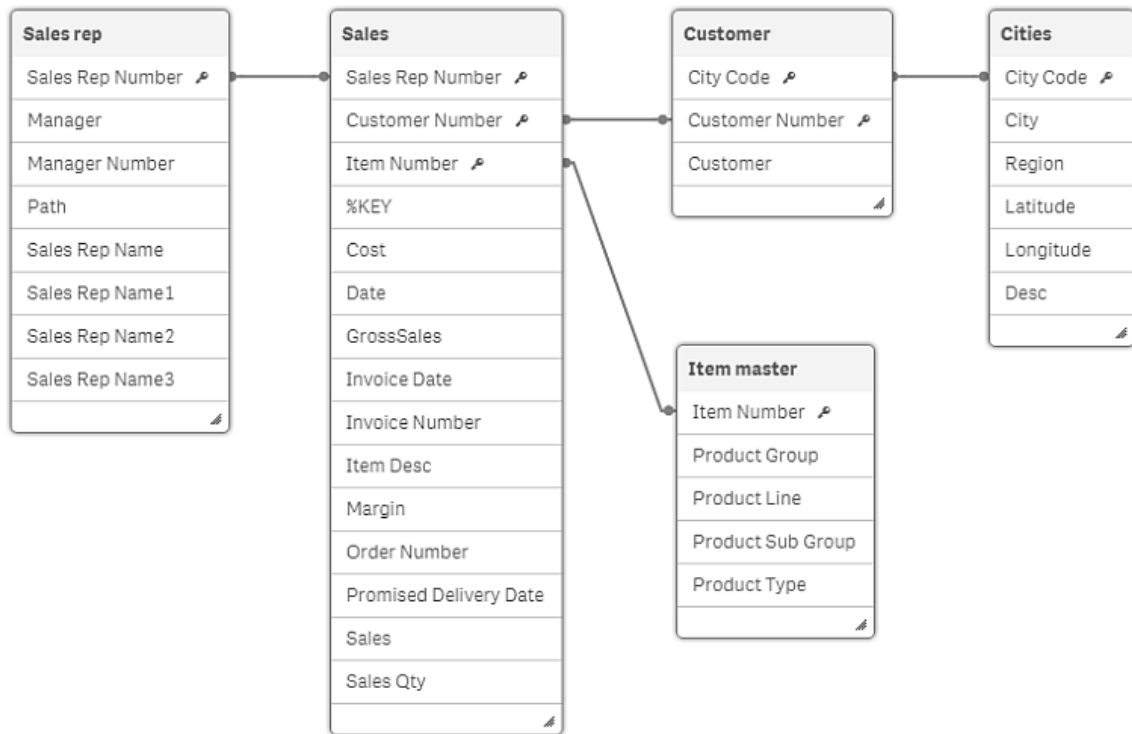 Sales rep
Sales Rep Number
Manager
Manager Number
Path
Sales Rep Name
Sales Rep Name1
Sales Rep Name2
Sales Rep Name3
Sales
Sales Rep Number
Customer Number
Item Number
%KEY
Cost
Date
GrossSales
Invoice Date
Invoice Number
Item Desc
Margin
Order Number
Promised Delivery Date
Sales
Sales Qty
Customer
City Code
Customer Number
Customer
Cities
City Code
City
Region
Latitude
Longitude
Desc
Item master
Item Number
Product Group
Product Line
Product Sub Group
Product Type